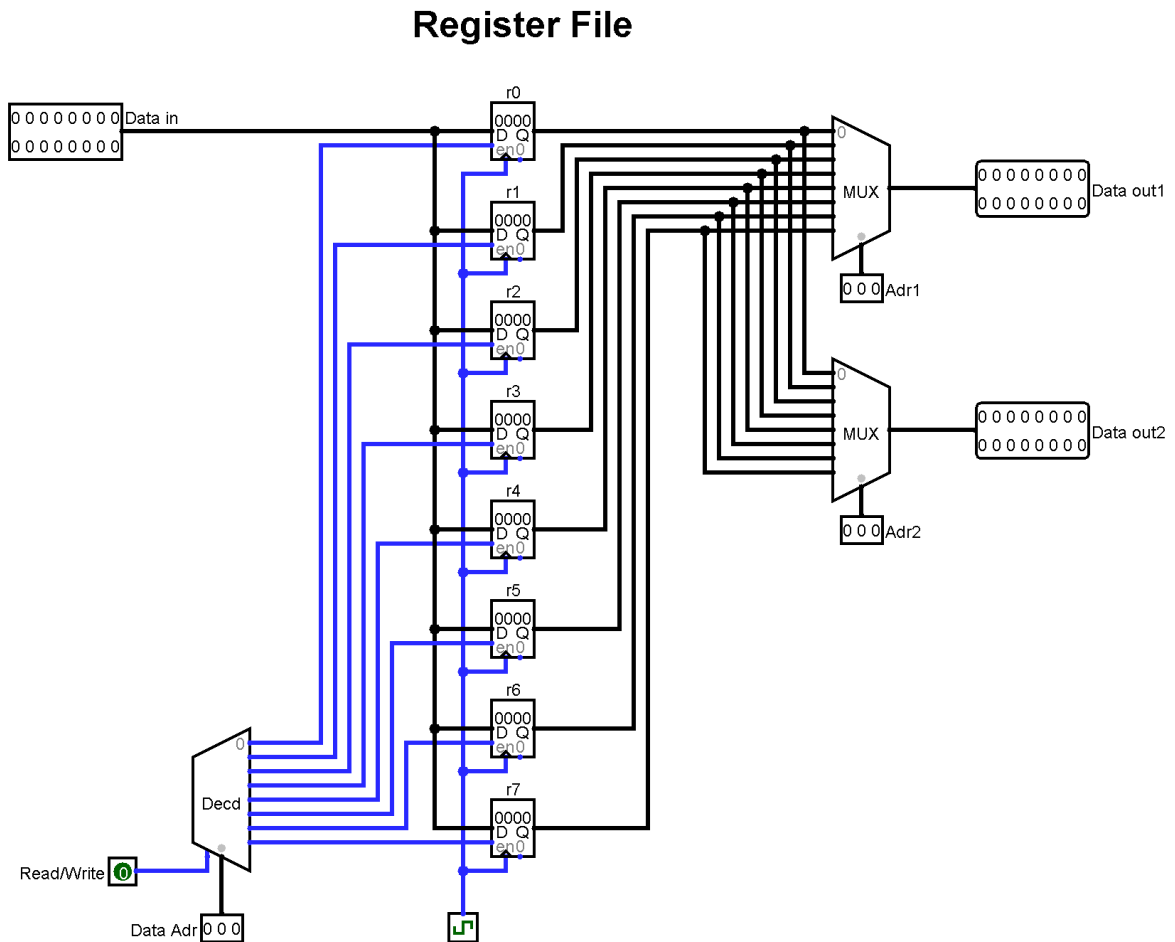 Register File
r0
0 0 0 0 0 0 0 0 Data in
0 0 0 0 0 0 0 0
0000
D Q
en0
0
r1
0000
D Q
en0
MUX
0 0 0 0 0 0 0 0
0 0 0 0 0 0 0 0
Data out1
0 0 0 Adr1
r2
0000
D Q
en0
r3
0000
D Q
en0
0
MUX
0 0 0 0 0 0 0 0
0 0 0 0 0 0 0 0
Data out2
r4
0000
D Q
en0
0 0 0 Adr2
r5
0000
D Q
en0
r6
0000
D Q
en0
0
Decd
r7
0000
D Q
en0
Read/Write 0
Data Adr 0 0 0